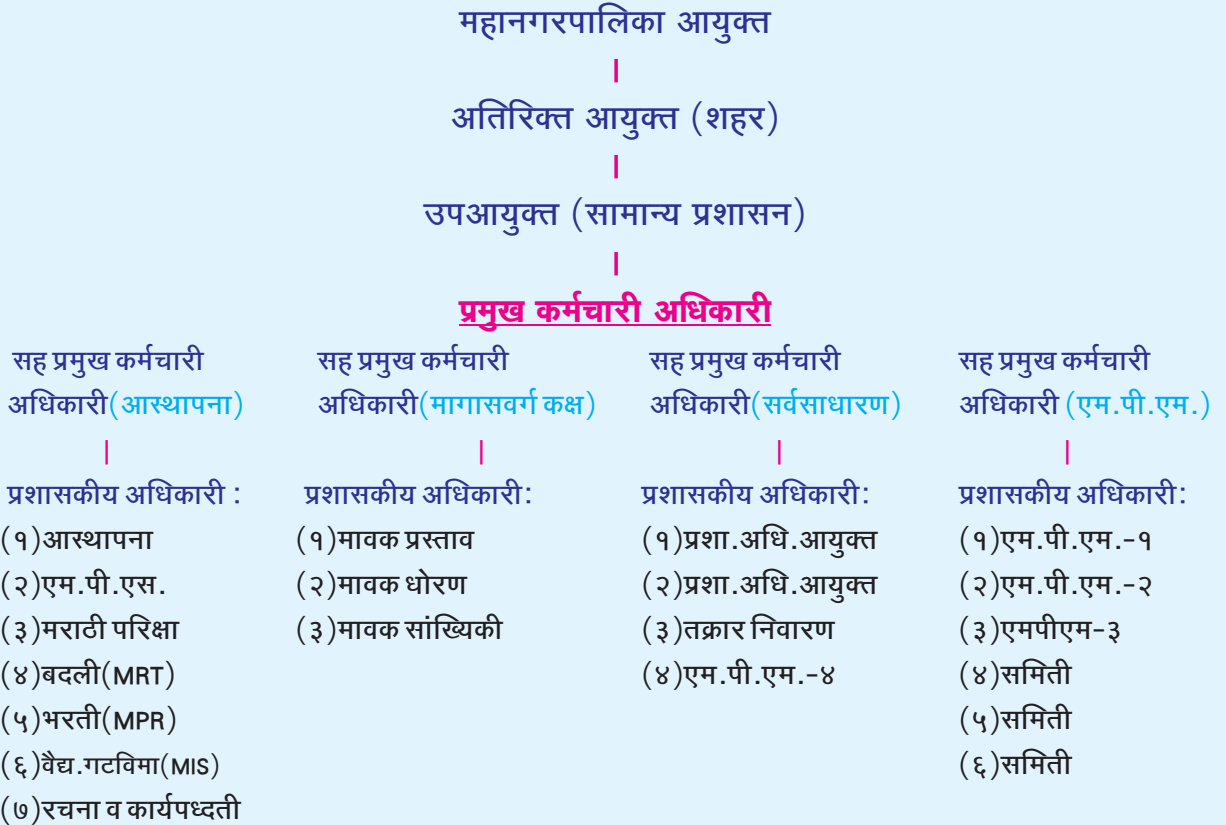 महानगरपालिका आयुक्त
अतिरिक्त आयुक्त (शहर)
उपआयुक्त (सामान्य प्रशासन)
प्रमुख कर्मचारी अधिकारी
सह प्रमुख कर्मचारी
अधिकारी(आस्थापना)
प्रशासकीय अधिकारी :
(१)आस्थापना
(२)एम.पी.एस.
(३)मराठी परिक्षा
(४)बदली(MRT)
(५)भरती(MPR)
(६)वैद्य.गटविमा(MIS)
(७)रचना व कार्यपध्दती
सह प्रमुख कर्मचारी
अधिकारी(मागासवर्ग कक्ष)
प्रशासकीय अधिकारी:
(१)मावक प्रस्ताव
(२)मावक धोरण
(३)मावक सांख्यिकी
सह प्रमुख कर्मचारी
अधिकारी(सर्वसाधारण)
प्रशासकीय अधिकारी:
(१)प्रशा.अधि.आयुक्त
(२)प्रशा.अधि.आयुक्त
(३)तक्रार निवारण
(४)एम.पी.एम.-४
सह प्रमुख कर्मचारी
अधिकारी (एम.पी.एम.)
प्रशासकीय अधिकारी:
(१)एम.पी.एम.-१
(२)एम.पी.एम.-२
(३)एमपीएम-३
(४)समिती
(५)समिती
(६)समिती